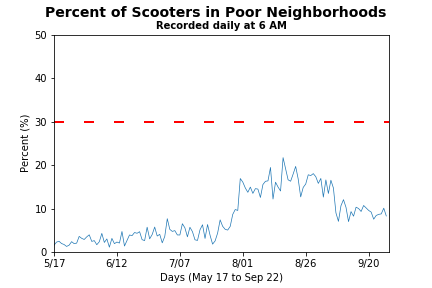 Percent of Scooters in Poor Neighborhoods
Recorded daily at 6 AM
50
40
30
20
10
0
Percent (%)
5/17 6/12 7/07 8/01 8/26 9/20
Days (May 17 to Sep 22)